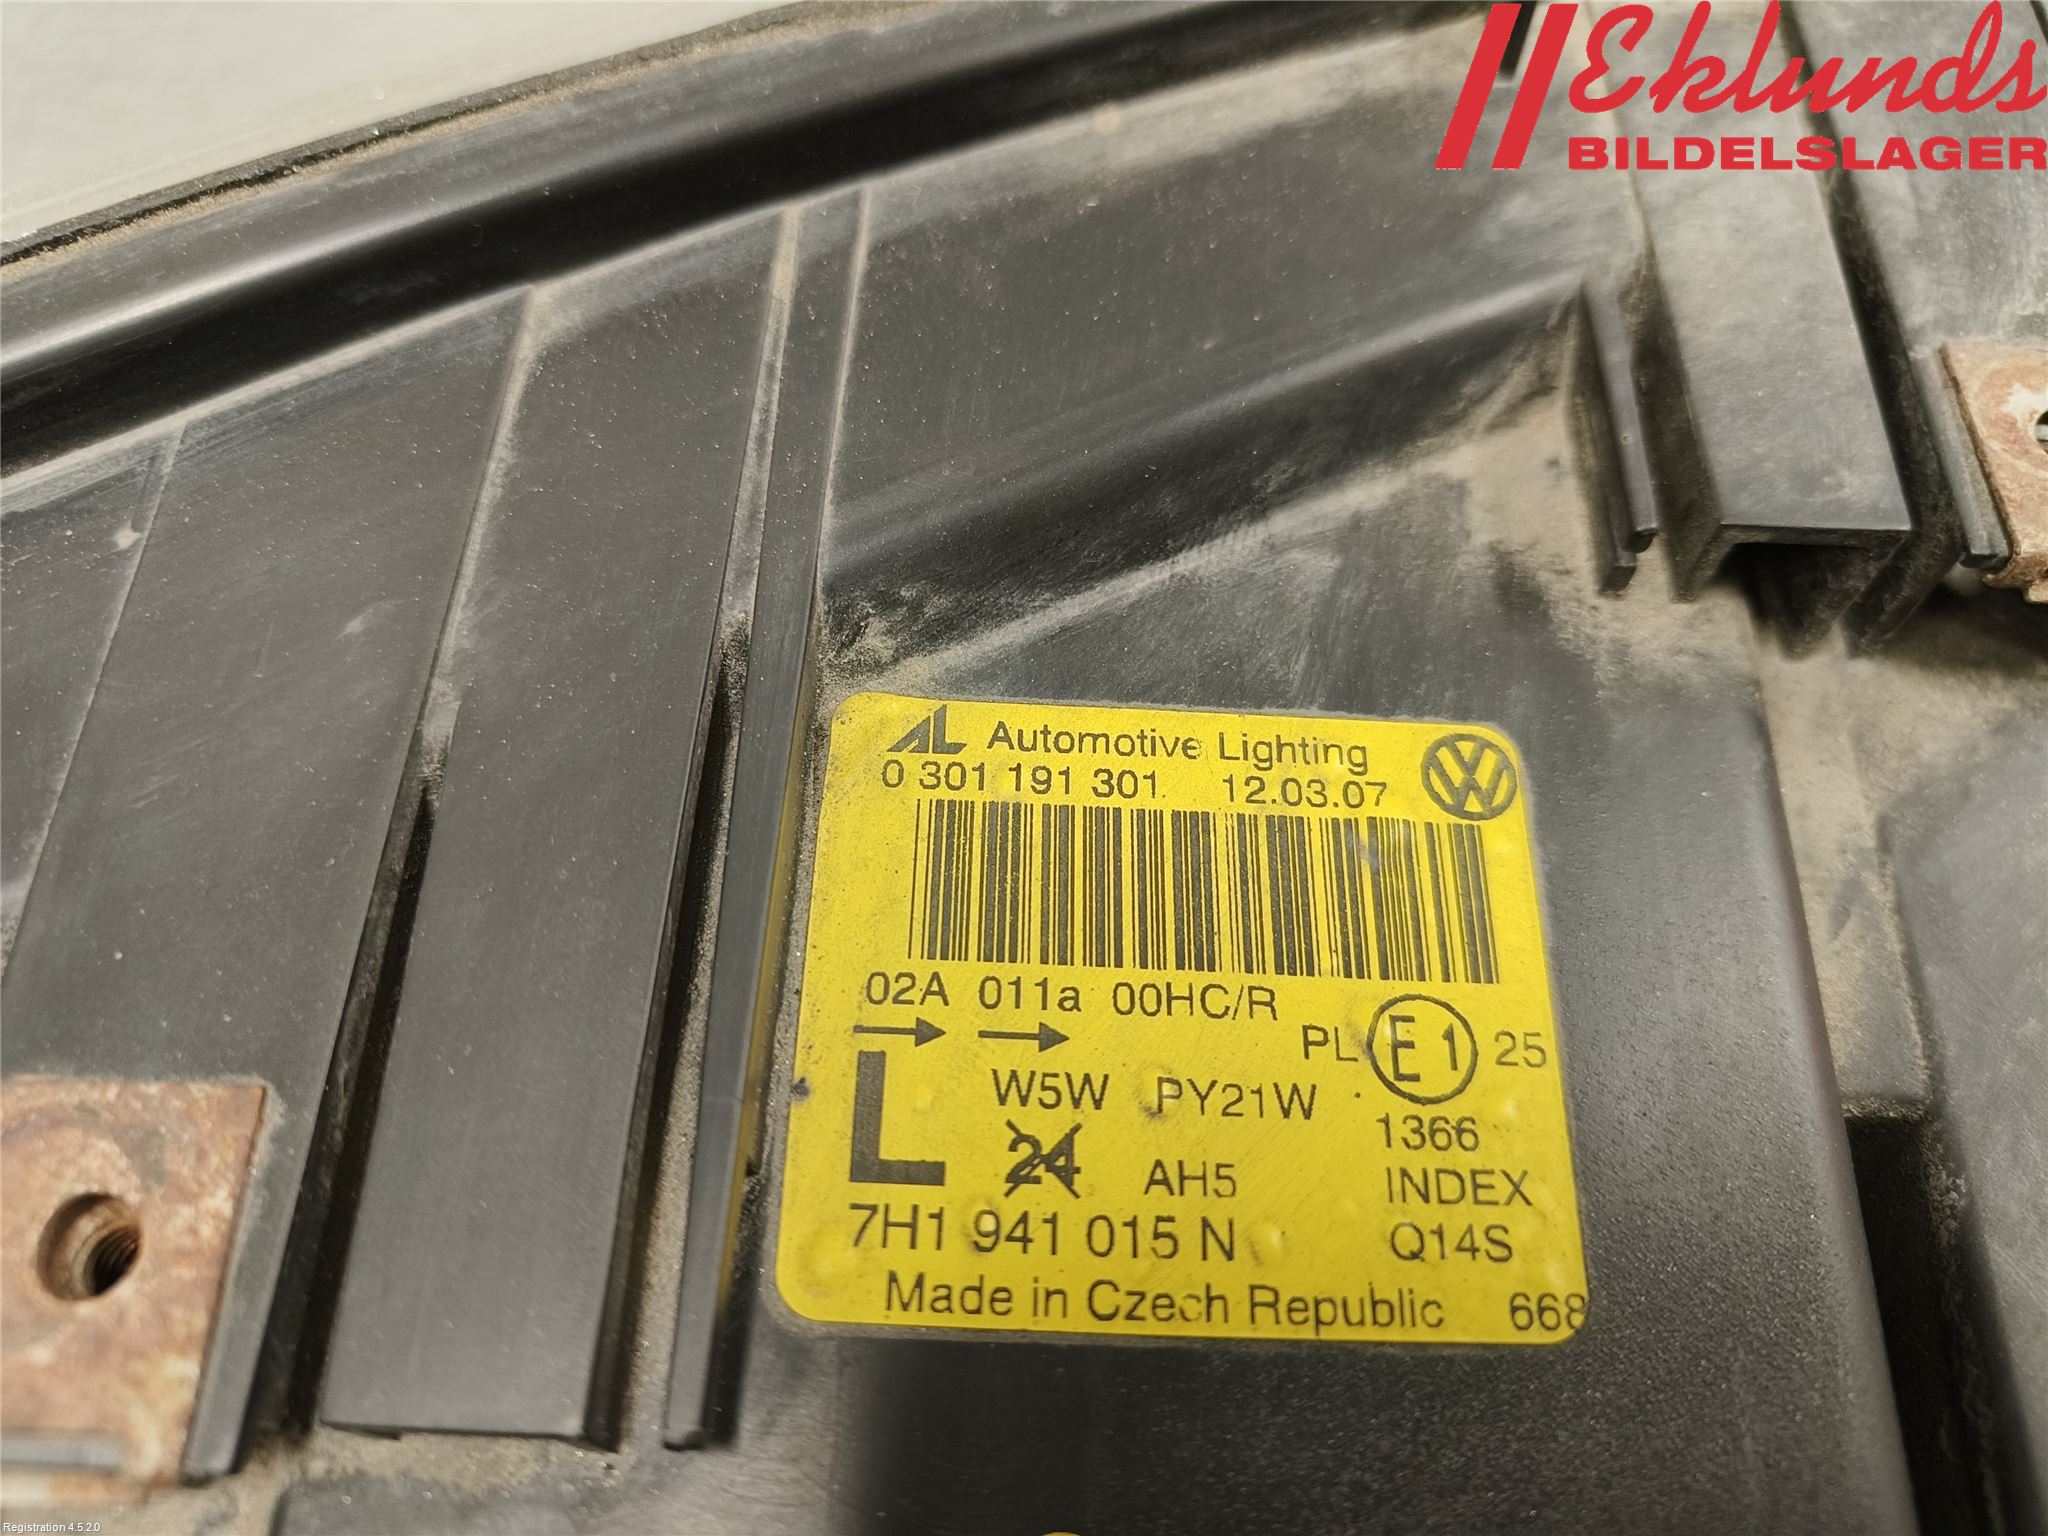 Eklunds
BILDELSLAGER
AL Automotive Lighting
0 301 191 301. 12.03.07
02A 011a 00HC/R
PL E1 25
L W5W PY21W
1366
24 AH5 INDEX
7H1 941 015 N Q14S
Made in Czech Republic 668
Registration 4.5.2.0